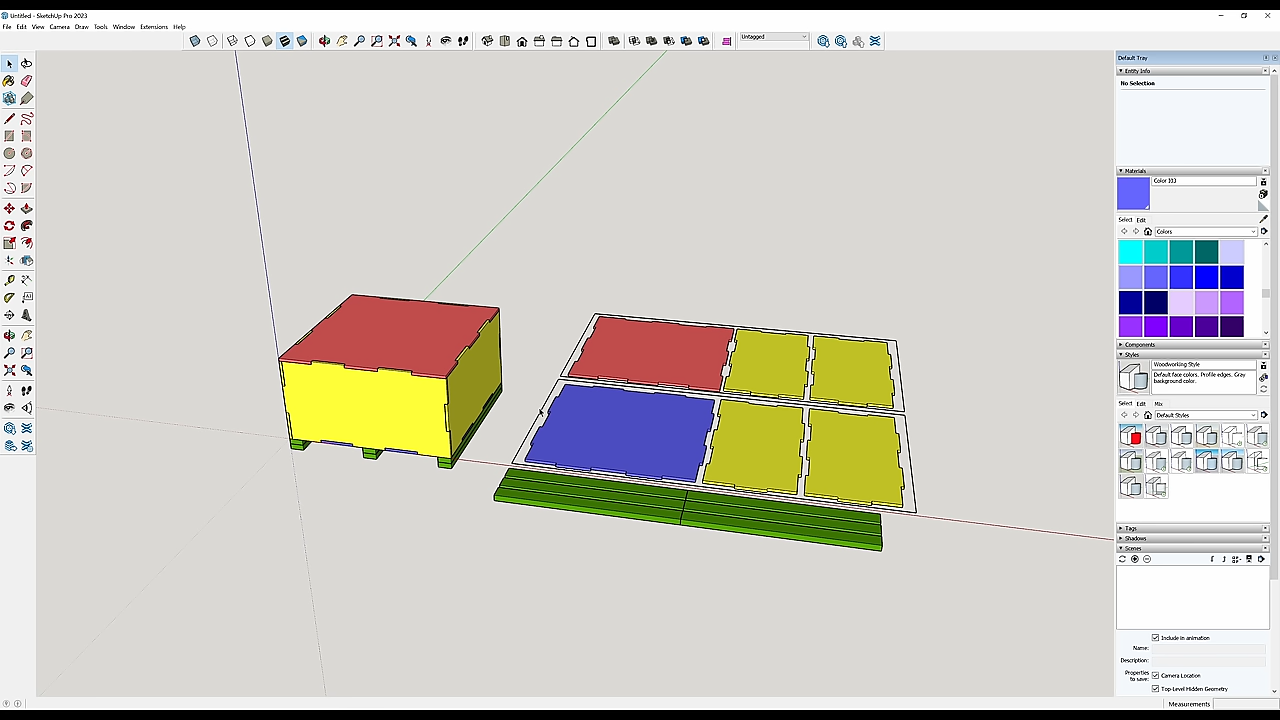 Untitled - SketchUp Pro 2023
File Edit View Camera Draw Tools Window Extensions Help
Untagged
Default Tray
Entity Info
No Selection
Materials
Color I03
Select Edit
Colors
Components
Styles
Woodworking Style
Default face colors. Profile edges. Gray
background color.
Select Edit Mix
Default Styles
Tags
Shadows
Scenes
Include in animation
Name:
Description:
Properties
to save:
Camera Location
Top-Level Hidden Geometry
Measurements